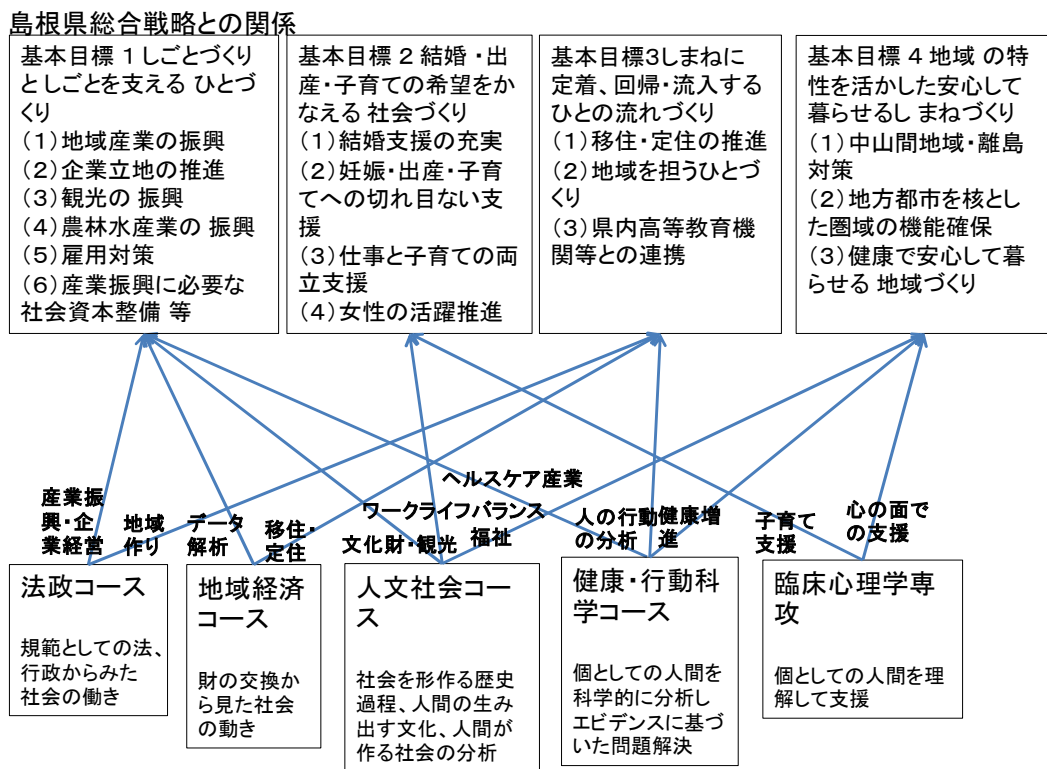 島根県総合戦略との関係
基本目標 1 しごとづくり
としごとを支える ひとづ
くり
(1)地域産業の振興
(2)企業立地の推進
(3)観光の 振興
(4)農林水産業の 振興
(5)雇用対策
(6)産業振興に必要な
社会資本整備 等
基本目標 2 結婚 ・出
産・子育ての希望をか
なえる 社会づくり
(1)結婚支援の充実
(2)妊娠・出産・子育
てへの切れ目ない支
援
(3)仕事と子育ての両
立支援
(4)女性の活躍推進
基本目標3しまねに
定着、回帰・流入する
ひとの流れづくり
(1)移住・定住の推進
(2)地域を担うひとづ
くり
(3)県内高等教育機
関等との連携
基本目標 4 地域 の特
性を活かした安心して
暮らせるし まねづくり
(1)中山間地域・離島
対策
(2)地方都市を核とし
た圏域の機能確保
(3)健康で安心して暮
らせる 地域づくり
産業振
興・企
業経営
地域
作り
データ
解析
移住・
定住
ヘルスケア産業
ワークライフバランス
文化財・観光
福祉
人の行動
の分析
健康増
進
子育て
支援
心の面で
の支援
法政コース
規範としての法、
行政からみた
社会の働き
地域経済
コース
財の交換か
ら見た社会
の動き
人文社会コー
ス
社会を形作る歴史
過程、人間の生み
出す文化、人間が
作る社会の分析
健康・行動科
学コース
個としての人間を
科学的に分析し
エビデンスに基づ
いた問題解決
臨床心理学専
攻
個としての人間を理
解して支援